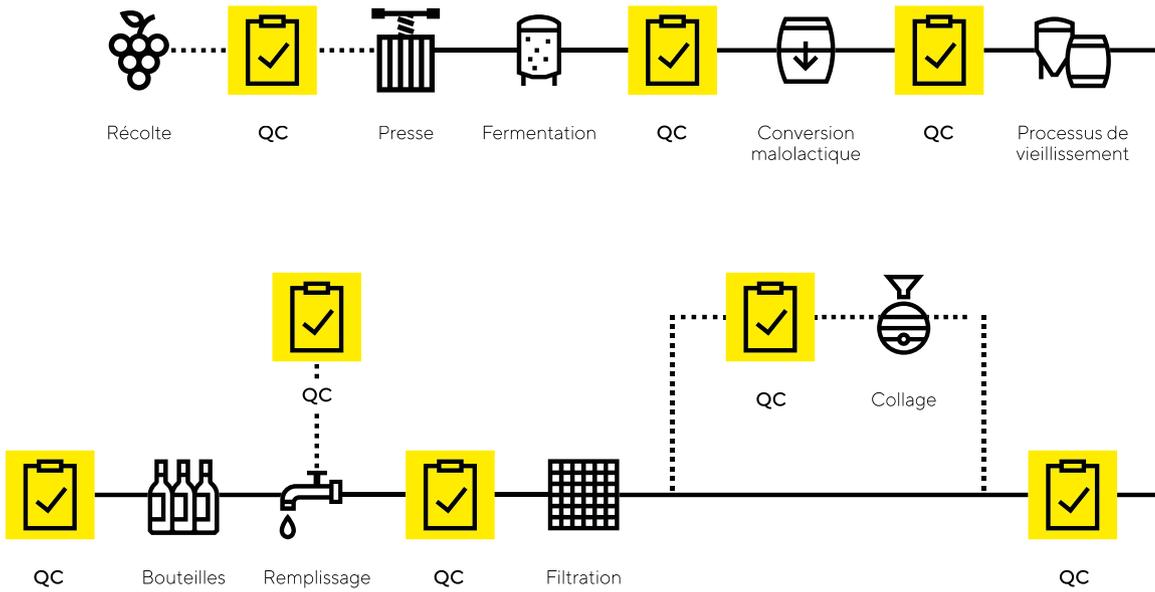 Récolte
QC
Presse
Fermentation
QC
Conversion
malolactique
QC
Processus de
vieillissement
QC
QC
Collage
QC
Bouteilles
Remplissage
QC
Filtration
QC